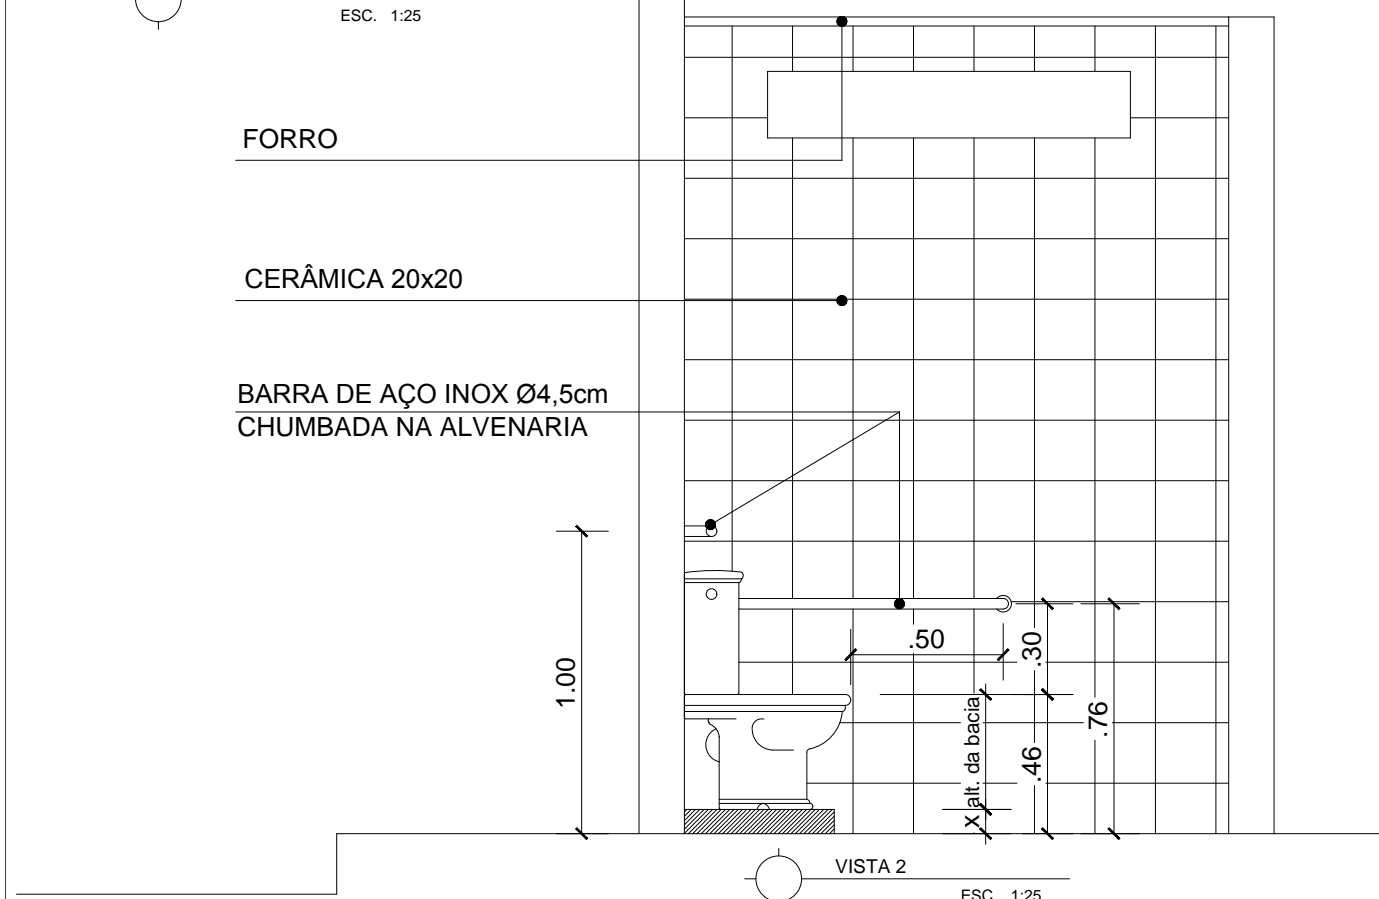 ESC. 1:25
FORRO
CERÂMICA 20x20
BARRA DE AÇO INOX Ø4,5cm
CHUMBADA NA ALVENARIA
1.00
.50
.30
.76
.46
alt. da bacia
X
VISTA 2
ESC. 1:25